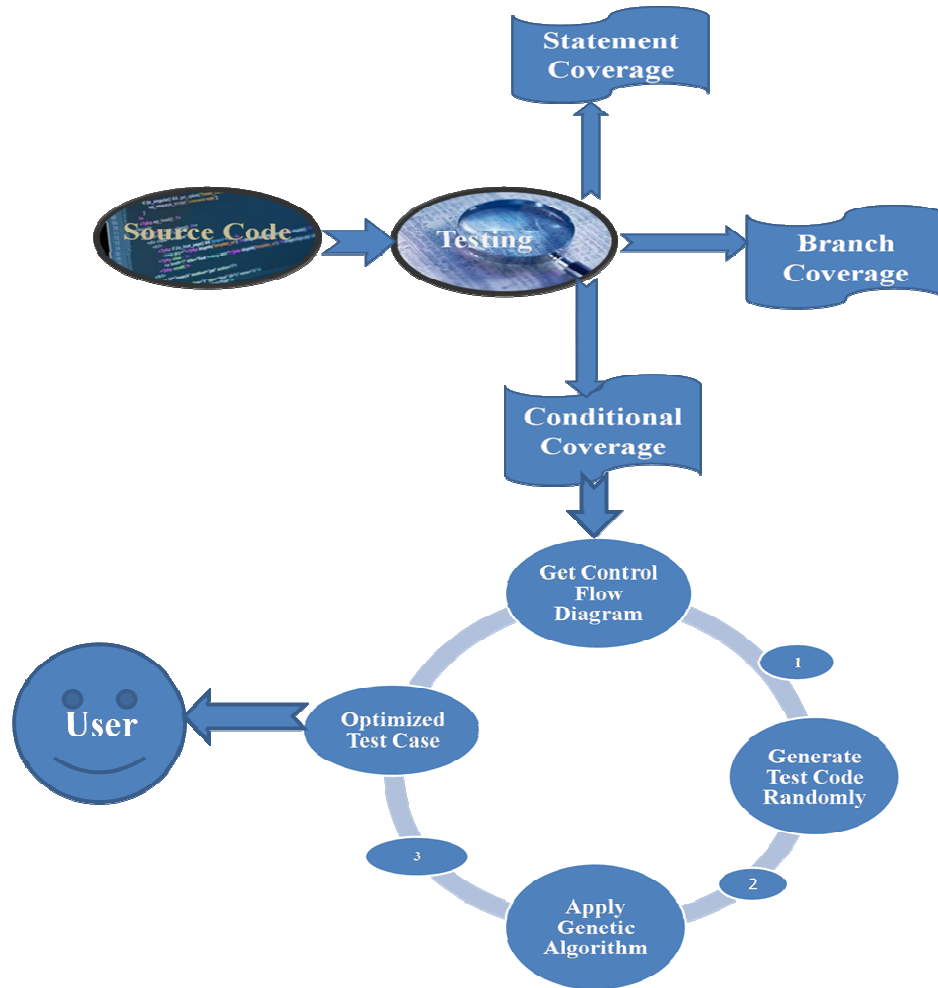 Statement
Coverage
Source Code
Testing
Branch
Coverage
Conditional
Coverage
Get Control
Flow
Diagram
1
User
Optimized
Test Case
Generate
Test Code
Randomly
3
2
Apply
Genetic
Algorithm